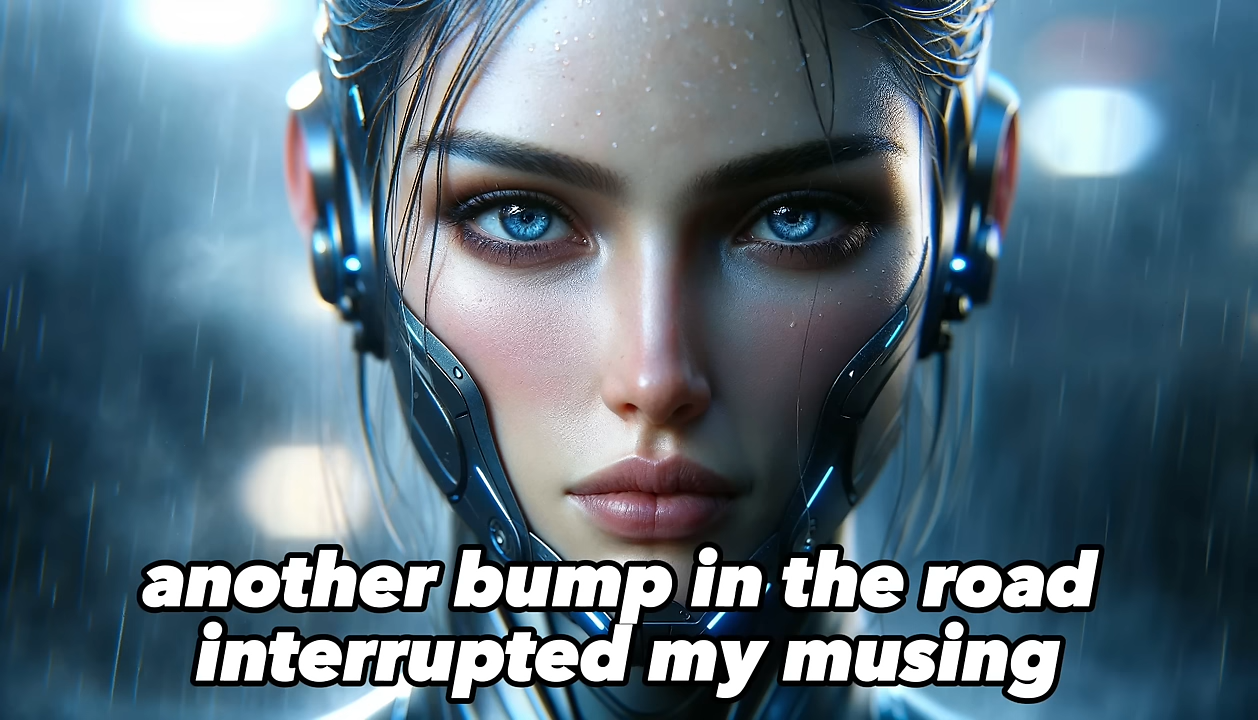 another bump in the road
interrupted my musing